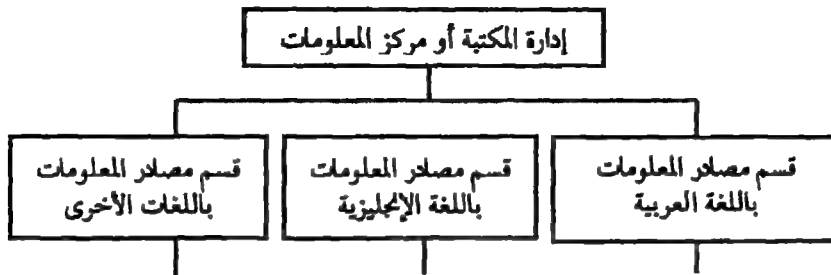 إدارة المكتبة أو مركز المعلومات
قسم مصادر المعلومات
باللغة العربية
قسم مصادر المعلومات
باللغة الإنجليزية
قسم مصادر المعلومات
باللغات الأخرى